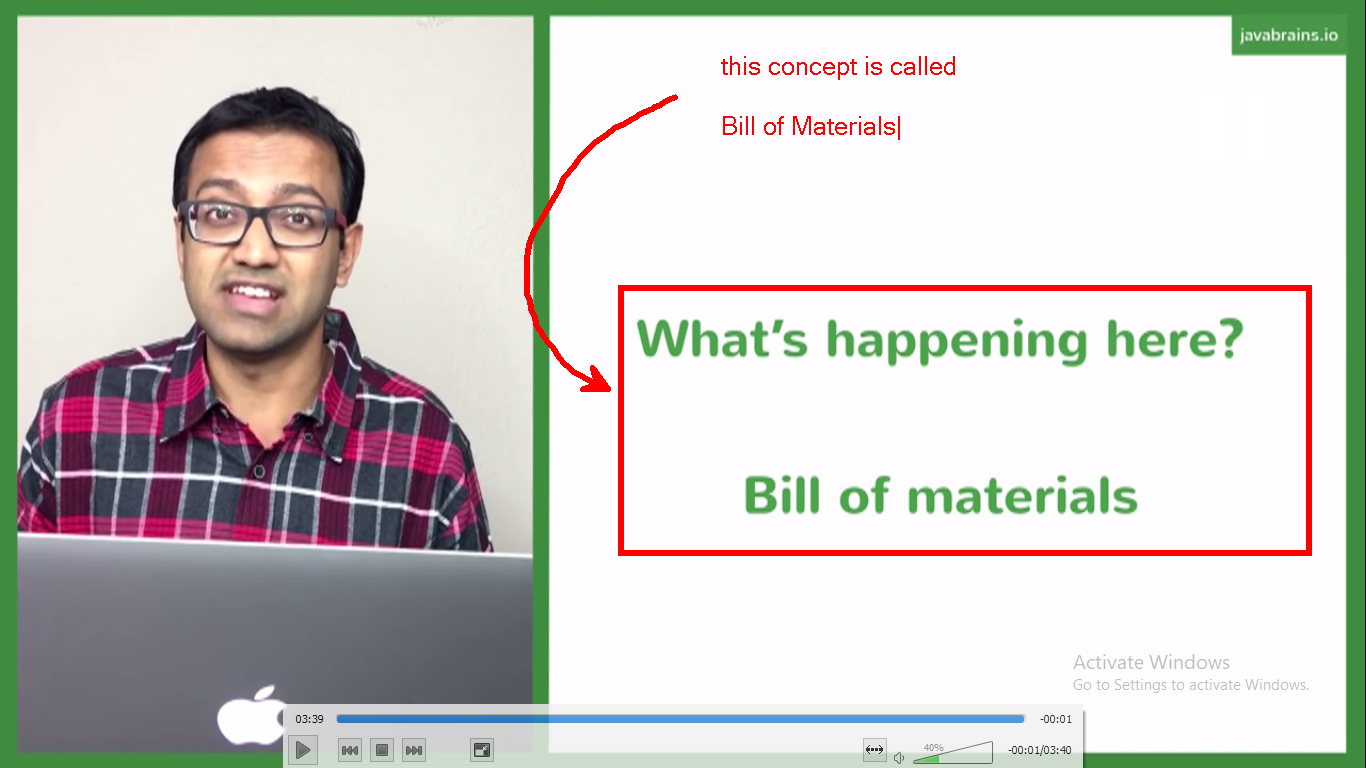 javabrains.io
this concept is called
Bill of Materials
What's happening here?
Bill of materials
Activate Windows
Go to Settings to activate Windows.
03:39
-00:01
40%
-00:01/03:40